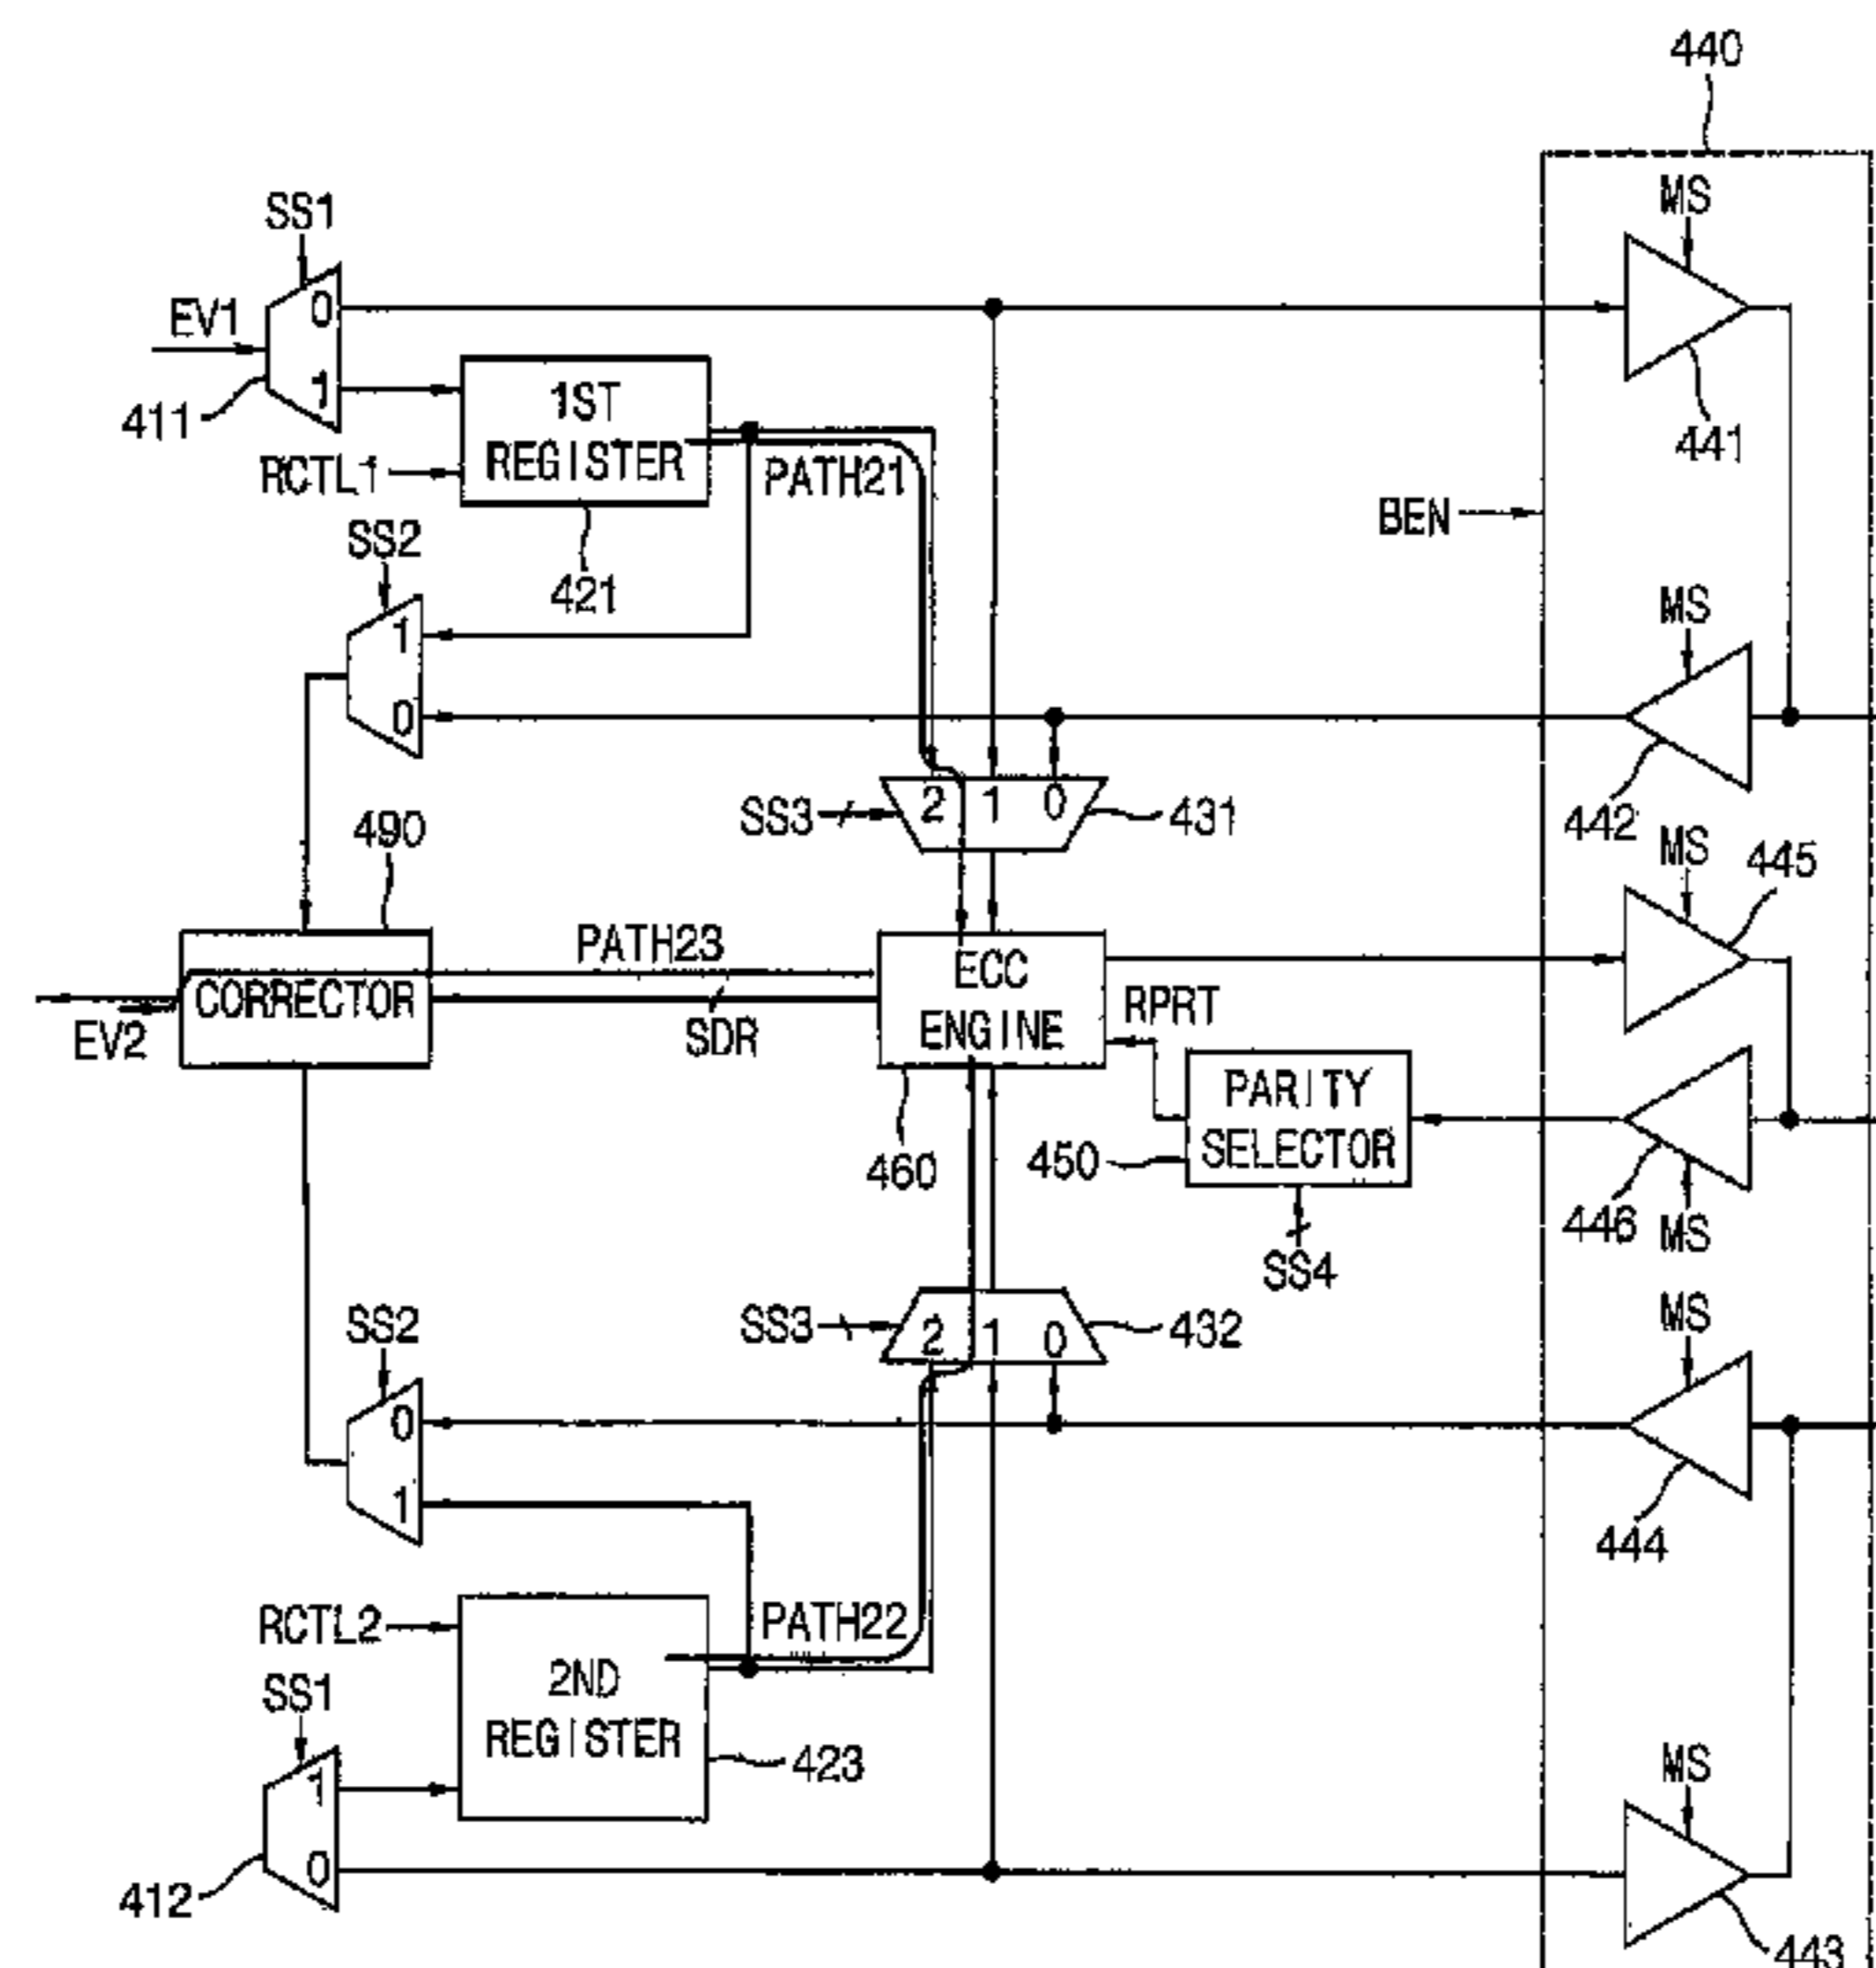 440
MS
SS1
0
EV1
1
411
1ST
REGISTER
441
RCTL1
PATH21
BEN
SS2
421
MS
1
0
442
SS3
2 1 0
431
490
MS
445
PATH23
ECC
CORRECTOR
RPRT
EV2
SDR
ENGINE
PARITY
SELECTOR
460
450
446
MS
SS4
SS2
SS3
2 1 0
432
MS
0
1
444
RCTL2
PATH22
2ND
SS1
REGISTER
423
MS
1
0
412
443